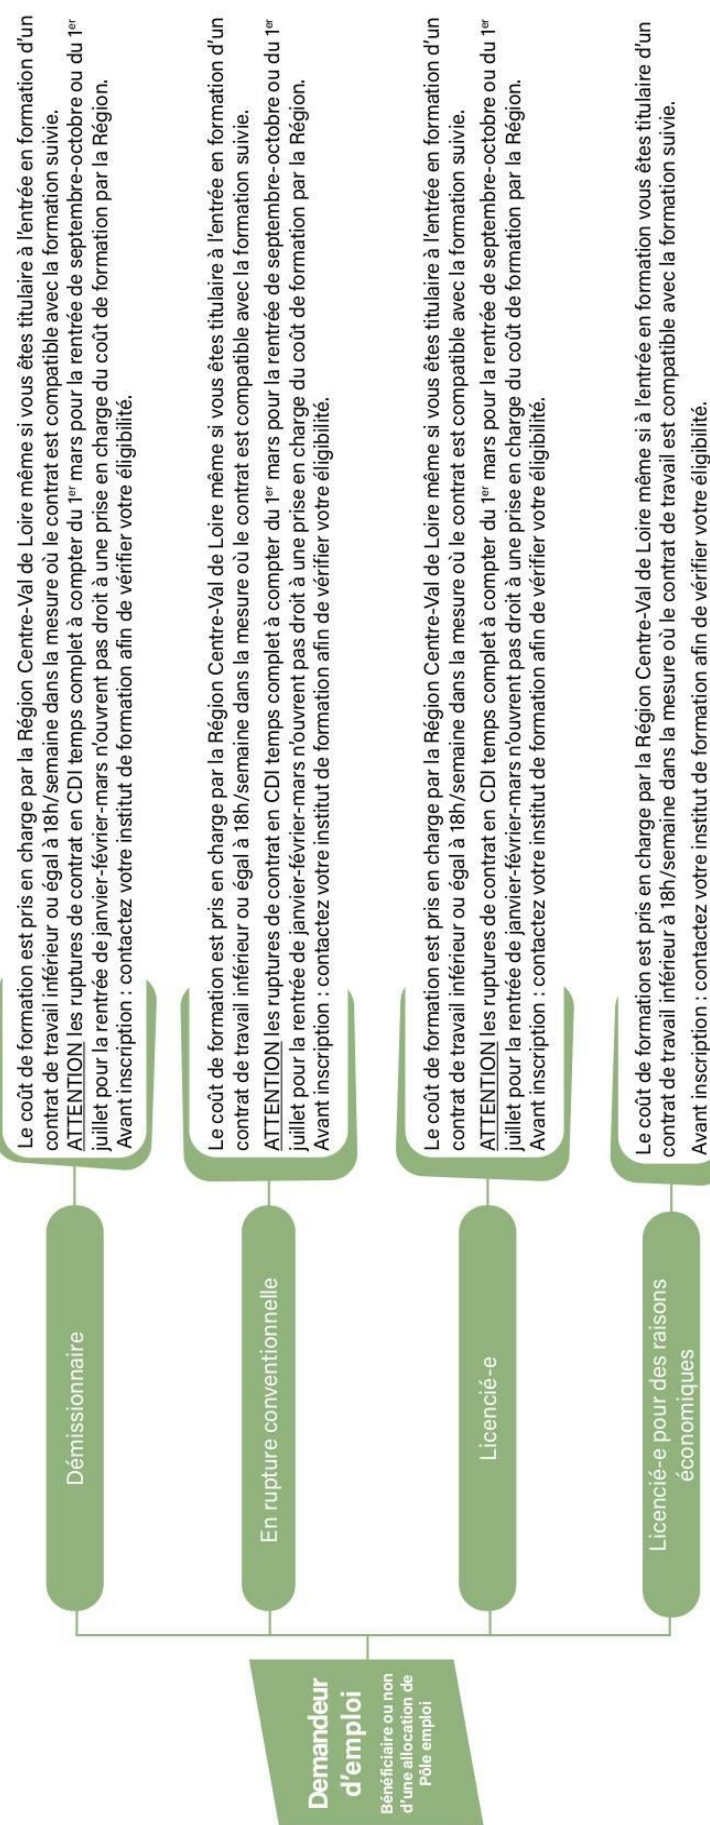 Demandeur
d'emploi
Bénéficiaire ou non
d'une allocation de
Pôle emploi
Démissionnaire
Le coût de formation est pris en charge par la Région Centre-Val de Loire même si vous êtes titulaire à l'entrée en formation d'un
contrat de travail inférieur ou égal à 18h/semaine dans la mesure où le contrat est compatible avec la formation suivie.
ATTENTION les ruptures de contrat en CDI temps complet à compter du 1er mars pour la rentrée de septembre-octobre ou du 1er
juillet pour la rentrée de janvier-février-mars n'ouvrent pas droit à une prise en charge du coût de formation par la Région.
Avant inscription : contactez votre institut de formation afin de vérifier votre éligibilité.
En rupture conventionnelle
Le coût de formation est pris en charge par la Région Centre-Val de Loire même si vous êtes titulaire à l'entrée en formation d'un
contrat de travail inférieur ou égal à 18h/semaine dans la mesure où le contrat est compatible avec la formation suivie.
ATTENTION les ruptures de contrat en CDI temps complet à compter du 1er mars pour la rentrée de septembre-octobre ou du 1er
juillet pour la rentrée de janvier-février-mars n'ouvrent pas droit à une prise en charge du coût de formation par la Région.
Avant inscription : contactez votre institut de formation afin de vérifier votre éligibilité.
Licencié-e
Le coût de formation est pris en charge par la Région Centre-Val de Loire même si vous êtes titulaire à l'entrée en formation d'un
contrat de travail inférieur ou égal à 18h/semaine dans la mesure où le contrat est compatible avec la formation suivie.
ATTENTION les ruptures de contrat en CDI temps complet à compter du 1er mars pour la rentrée de septembre-octobre ou du 1er
juillet pour la rentrée de janvier-février-mars n'ouvrent pas droit à une prise en charge du coût de formation par la Région.
Avant inscription : contactez votre institut de formation afin de vérifier votre éligibilité.
Licencié-e pour des raisons
économiques
Le coût de formation est pris en charge par la Région Centre-Val de Loire même si à l'entrée en formation vous êtes titulaire d'un
contrat de travail inférieur à 18h/semaine dans la mesure où le contrat de travail est compatible avec la formation suivie.
Avant inscription : contactez votre institut de formation afin de vérifier votre éligibilité.